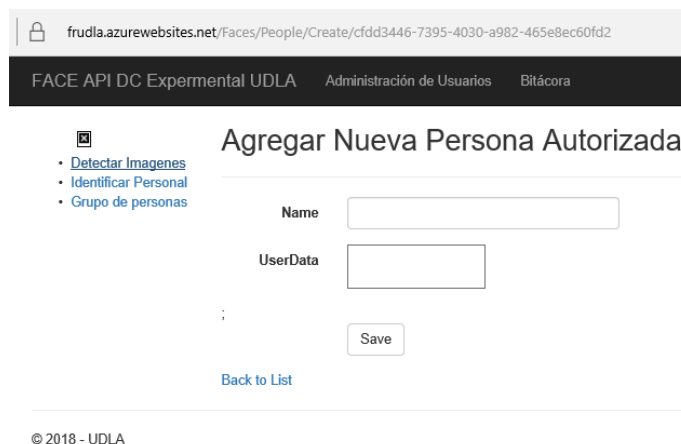 frudla.azurewebsites.net/Faces/People/Create/cfdd3446-7395-4030-a982-465e8ec60fd2
FACE API DC Expermental UDLA Administración de Usuarios Bitácora
Detectar Imagenes
Identificar Personal
Grupo de personas
Agregar Nueva Persona Autorizada
Name
UserData
;
Save
Back to List
© 2018 - UDLA